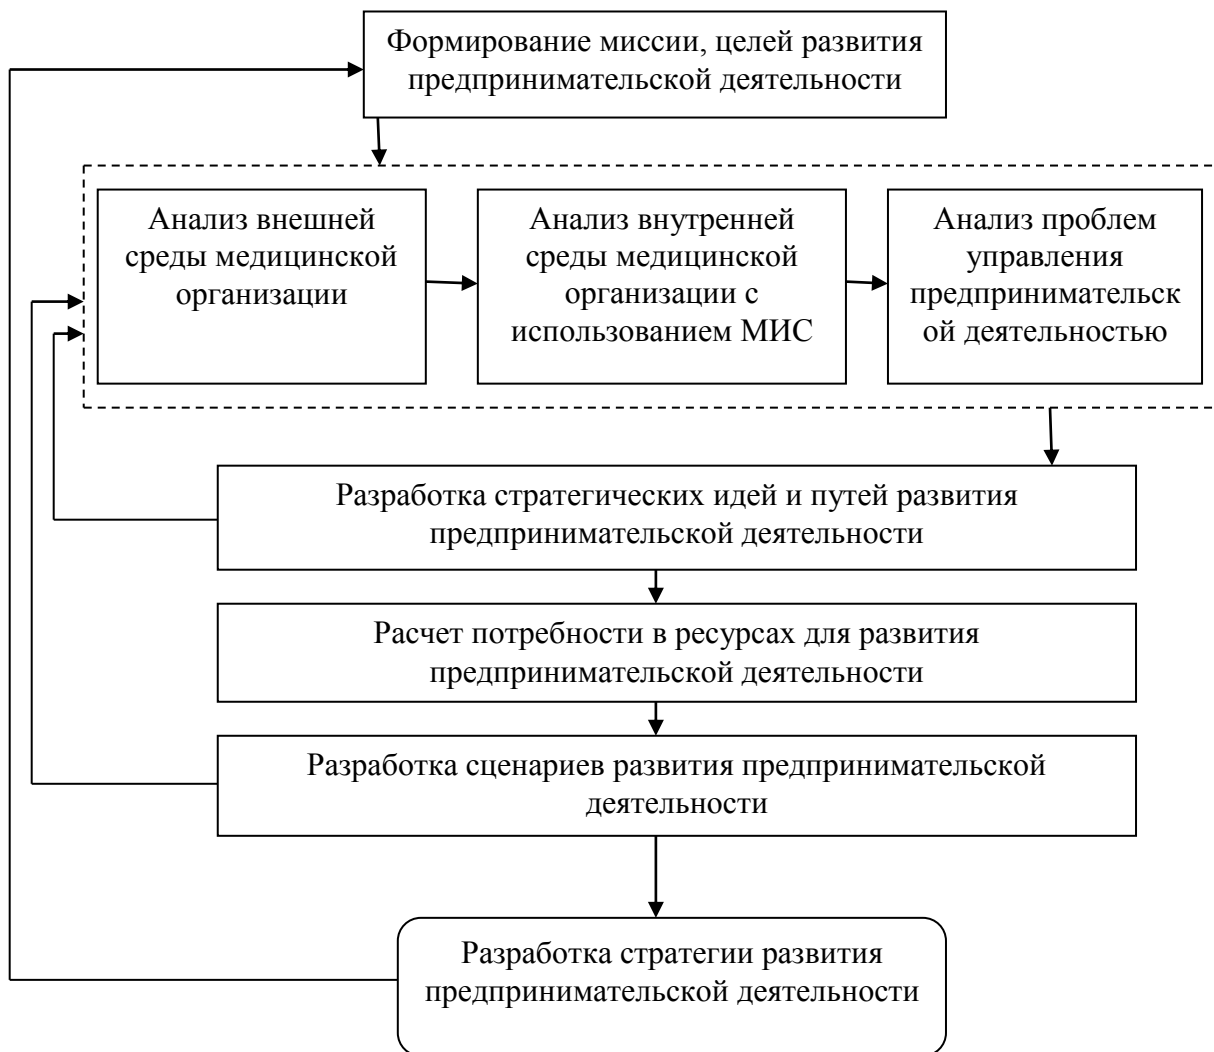 Формирование миссии, целей развития
предпринимательской деятельности
Анализ внешней
среды медицинской
организации
Анализ внутренней
среды медицинской
организации с
использованием МИС
Анализ проблем
управления
предпринимательск
ой деятельностью
Разработка стратегических идей и путей развития
предпринимательской деятельности
Расчет потребности в ресурсах для развития
предпринимательской деятельности
Разработка сценариев развития предпринимательской
деятельности
Разработка стратегии развития
предпринимательской деятельности